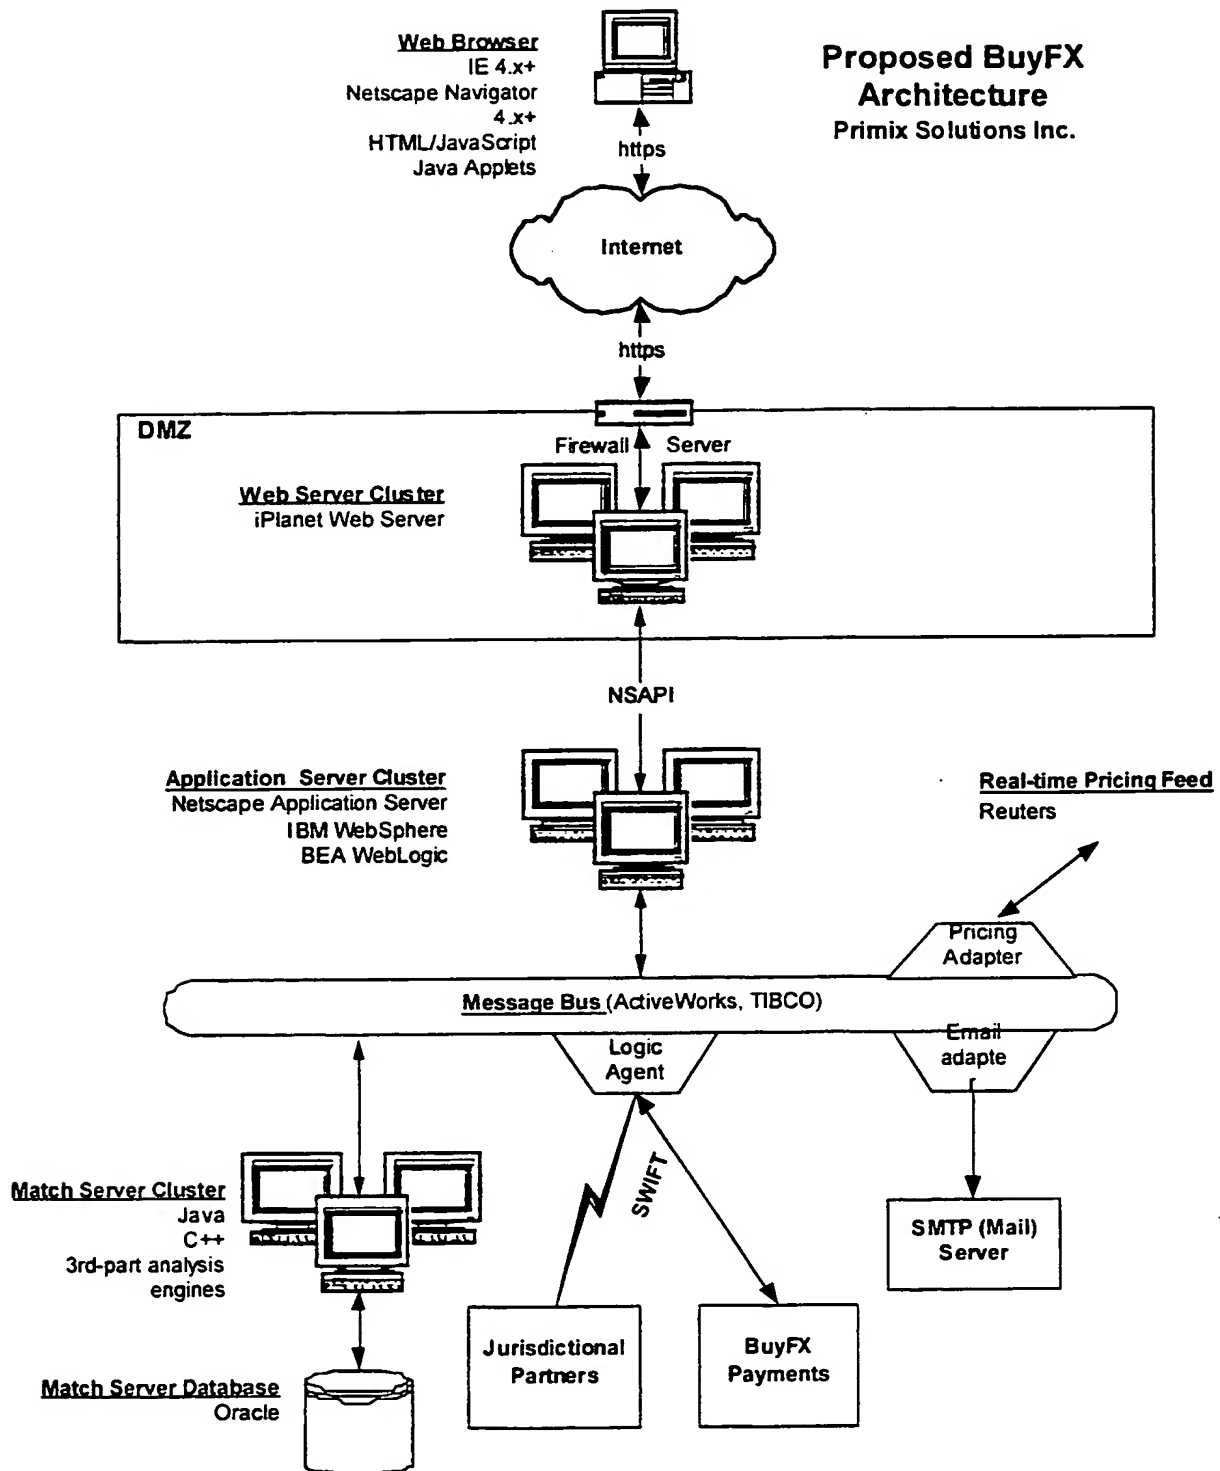 Web Browser
IE 4.x+
Netscape Navigator
4.x+
HTML/JavaScript
Java Applets
Proposed BuyFX
Architecture
Primix Solutions Inc.
https
Internet
https
DMZ
Firewall Server
Web Server Cluster
iPlanet Web Server
NSAPI
Application Server Cluster
Netscape Application Server
IBM WebSphere
BEA WebLogic
Real-time Pricing Feed
Reuters
Pricing
Adapter
Message Bus (ActiveWorks, TIBCO)
Logic
Agent
Email
adapte
SWIFT
Match Server Cluster
Java
C++
3rd-part analysis
engines
SMTP (Mail)
Server
Jurisdictional
Partners
BuyFX
Payments
Match Server Database
Oracle